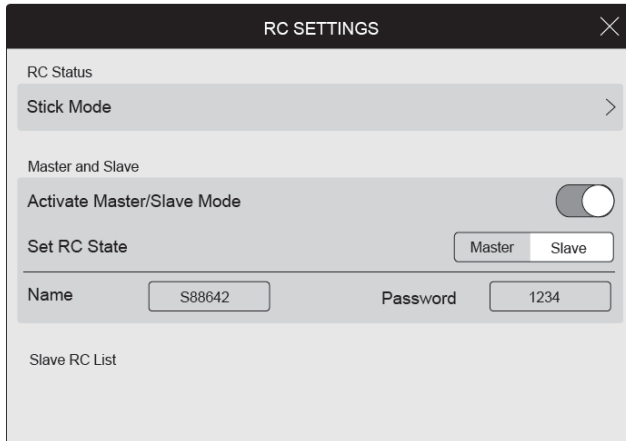 RC SETTINGS
RC Status
Stick Mode
Master and Slave
Activate Master/Slave Mode
Set RC State Master Slave
Name S88642 Password 1234
Slave RC List